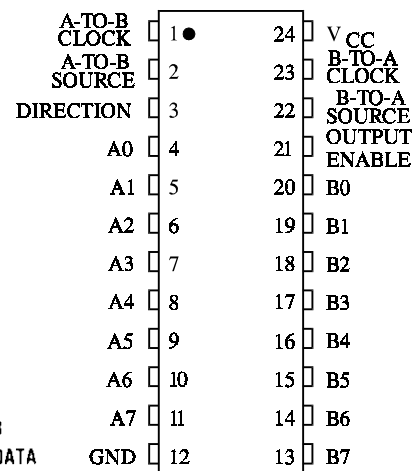 A-TO-B
CLOCK 1 24 VCC
A-TO-B
SOURCE 2 23 B-TO-A
CLOCK
DIRECTION 3 22 B-TO-A
SOURCE
A0 4 21 OUTPUT
ENABLE
A1 5 20 B0
A2 6 19 B1
A3 7 18 B2
A4 8 17 B3
A5 9 16 B4
A6 10 15 B5
A7 11 14 B6
DATA GND 12 13 B7